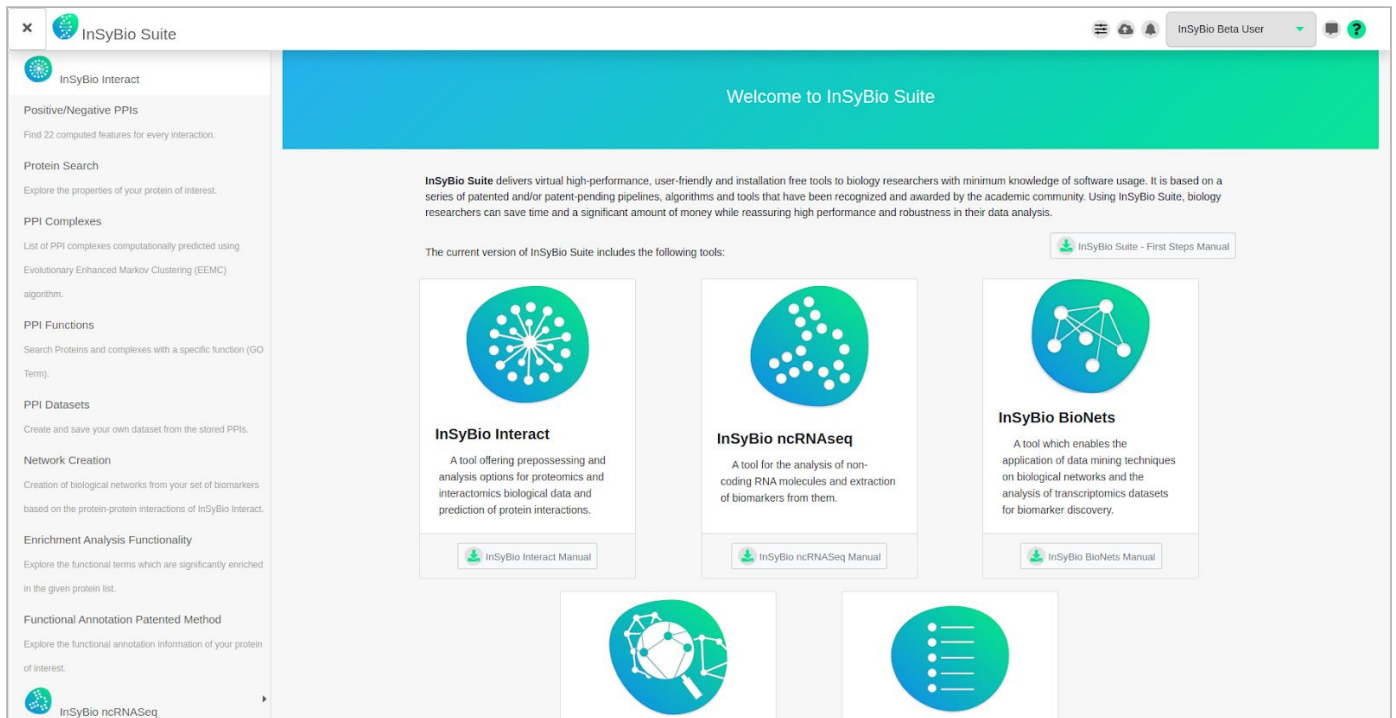 InSyBio Suite
InSyBio Beta User
?
InSyBio Interact
Positive/Negative PPIs
Find 22 computed features for every interaction.
Protein Search
Explore the properties of your protein of interest.
PPI Complexes
List of PPI complexes computationally predicted using
Evolutionary Enhanced Markov Clustering (EEMC)
algorithm.
PPI Functions
Search Proteins and complexes with a specific function (GO
Term).
PPI Datasets
Create and save your own dataset from the stored PPIs.
Network Creation
Creation of biological networks from your set of biomarkers
based on the protein-protein interactions of InSyBio Interact.
Enrichment Analysis Functionality
Explore the functional terms which are significantly enriched
in the given protein list.
Functional Annotation Patented Method
Explore the functional annotation information of your protein
of interest.
InSyBio ncRNASeq
Welcome to InSyBio Suite
InSyBio Suite delivers virtual high-performance, user-friendly and installation free tools to biology researchers with minimum knowledge of software usage. It is based on a
series of patented and/or patent-pending pipelines, algorithms and tools that have been recognized and awarded by the academic community. Using InSyBio Suite, biology
researchers can save time and a significant amount of money while reassuring high performance and robustness in their data analysis.
InSyBio Suite - First Steps Manual
The current version of InSyBio Suite includes the following tools:
InSyBio Interact
A tool offering prepossessing and
analysis options for proteomics and
interactomics biological data and
prediction of protein interactions.
InSyBio Interact Manual
InSyBio ncRNAseq
A tool for the analysis of non-
coding RNA molecules and extraction
of biomarkers from them.
InSyBio ncRNASeq Manual
InSyBio BioNets
A tool which enables the
application of data mining techniques
on biological networks and the
analysis of transcriptomics datasets
for biomarker discovery.
InSyBio BioNets Manual